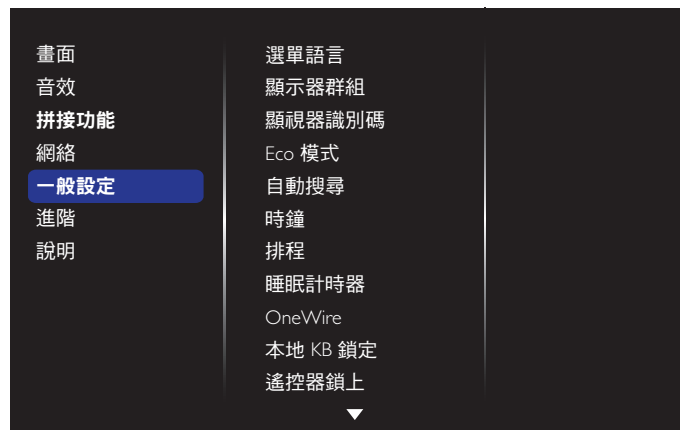 畫面
音效
拼接功能
網絡
一般設定
進階
說明
選單語言
顯示器群組
顯視器識別碼
Eco 模式
自動搜尋
時鐘
排程
睡眠計時器
OneWire
本地 KB 鎖定
遙控器鎖上